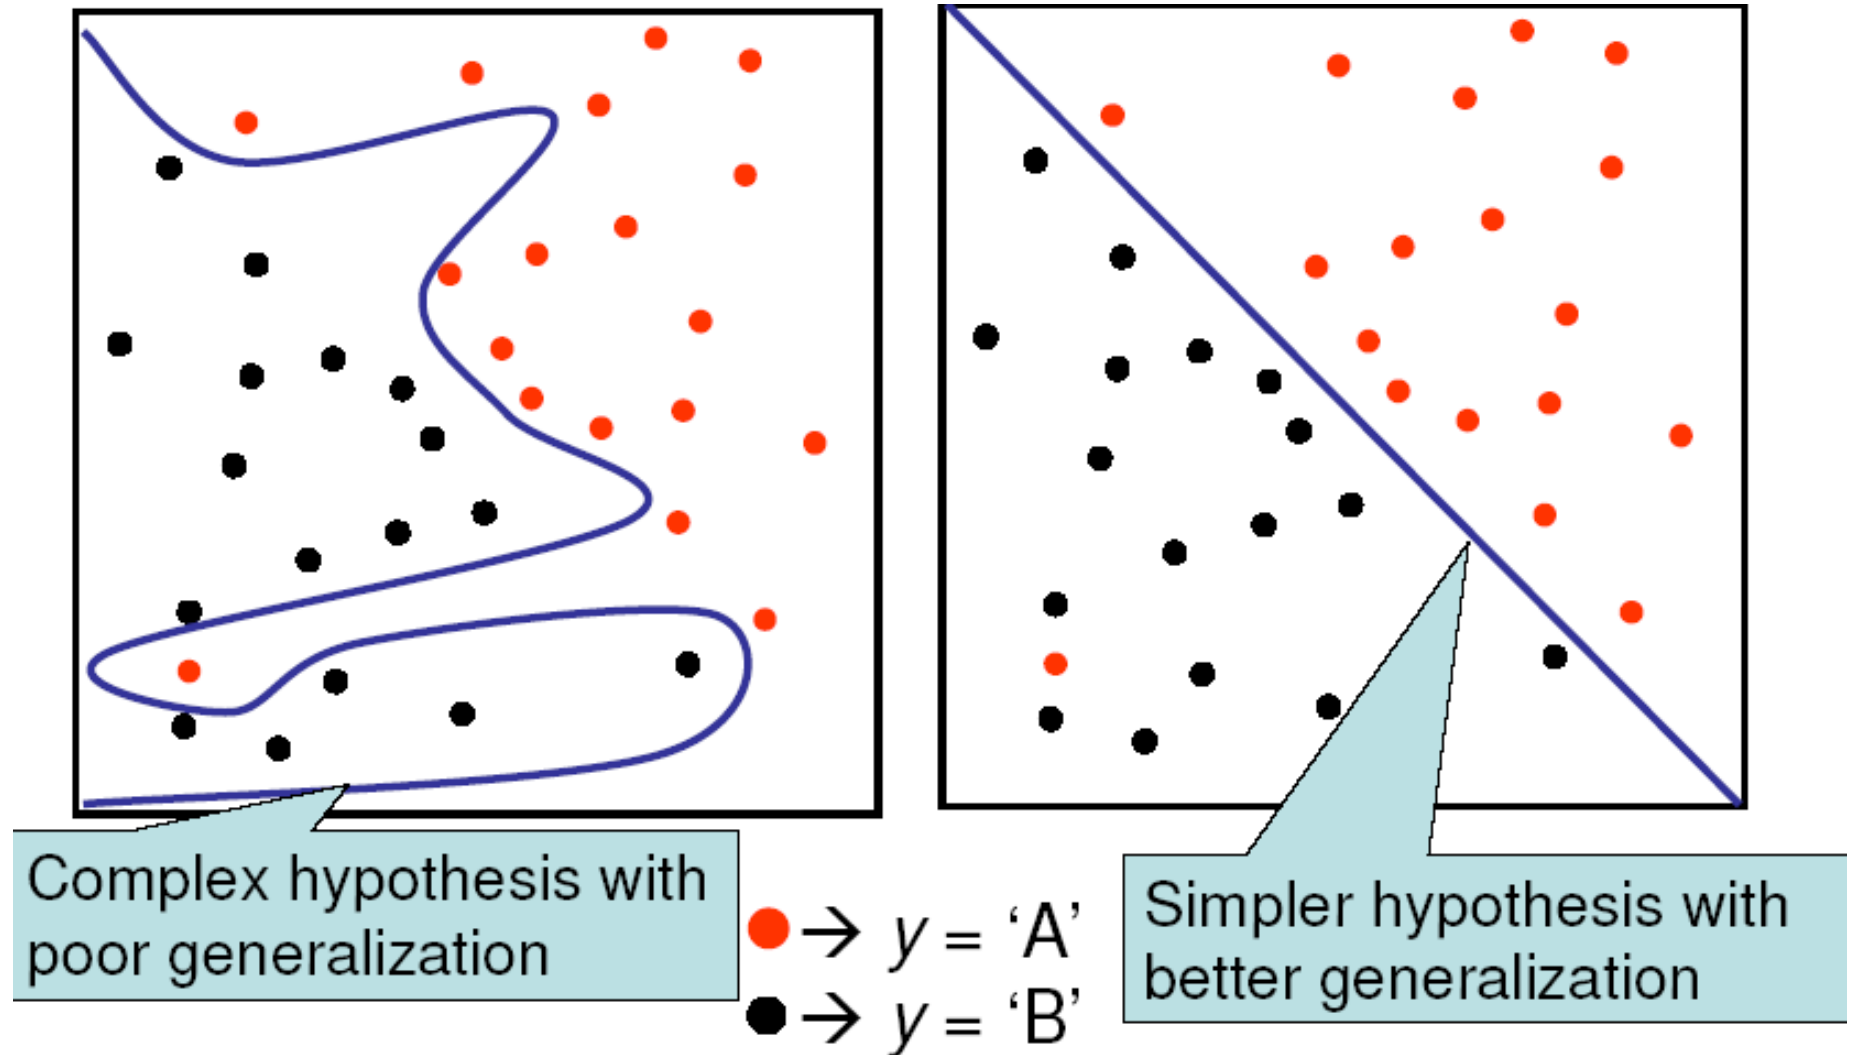 Complex hypothesis with
poor generalization
→ y = ‘A’
→ y = ‘B’
Simpler hypothesis with
better generalization